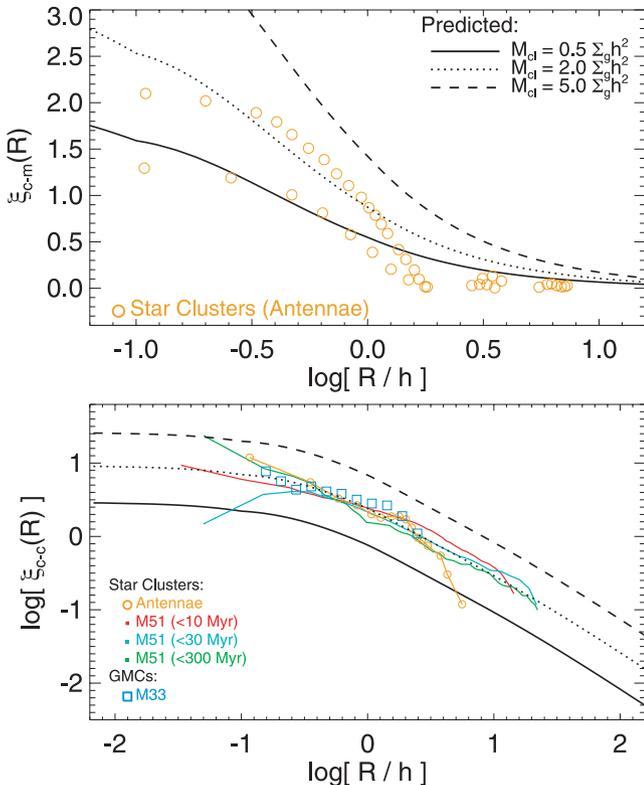 3.0
2.5
2.0
1.5
1.0
0.5
0.0
ξc-m(R)
Predicted:
Mcl = 0.5 Σgh²
Mcl = 2.0 Σgh²
Mcl = 5.0 Σgh²
Star Clusters (Antennae)
-1.0 -0.5 0.0 0.5 1.0
log[ R / h ]
1
0
-1
-2
log[ ξc-c(R) ]
Star Clusters:
Antennae
M51 (<10 Myr)
M51 (<30 Myr)
M51 (<300 Myr)
GMCs:
M33
-2 -1 0 1 2
log[ R / h ]